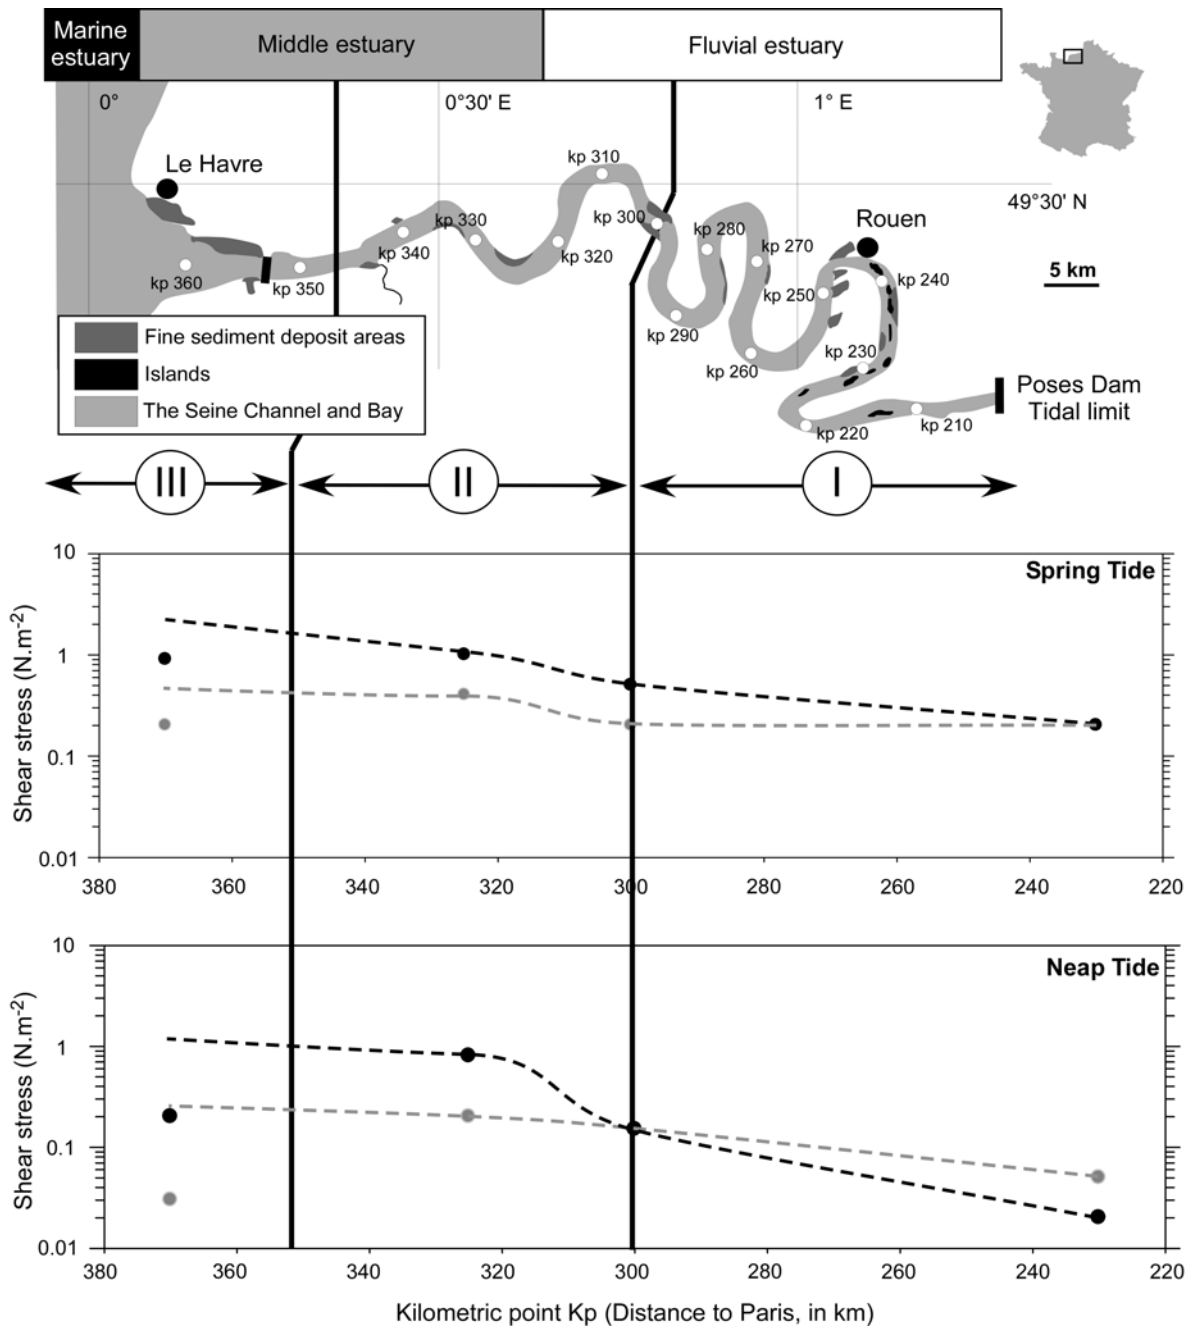 Marine
estuary
Middle estuary
Fluvial estuary
0°
0°30' E
1° E
Le Havre
kp 310
kp 300
kp 330
kp 340
kp 320
kp 360
kp 350
kp 280
kp 270
kp 250
kp 290
kp 260
Rouen
kp 240
kp 230
kp 220
kp 210
49°30' N
5 km
Poses Dam
Tidal limit
Fine sediment deposit areas
Islands
The Seine Channel and Bay
III
II
I
Spring Tide
Shear stress (N.m-2)
10
1
0.1
0.01
380 360 340 320 300 280 260 240 220
Neap Tide
Shear stress (N.m-2)
10
1
0.1
0.01
380 360 340 320 300 280 260 240 220
Kilometric point Kp (Distance to Paris, in km)